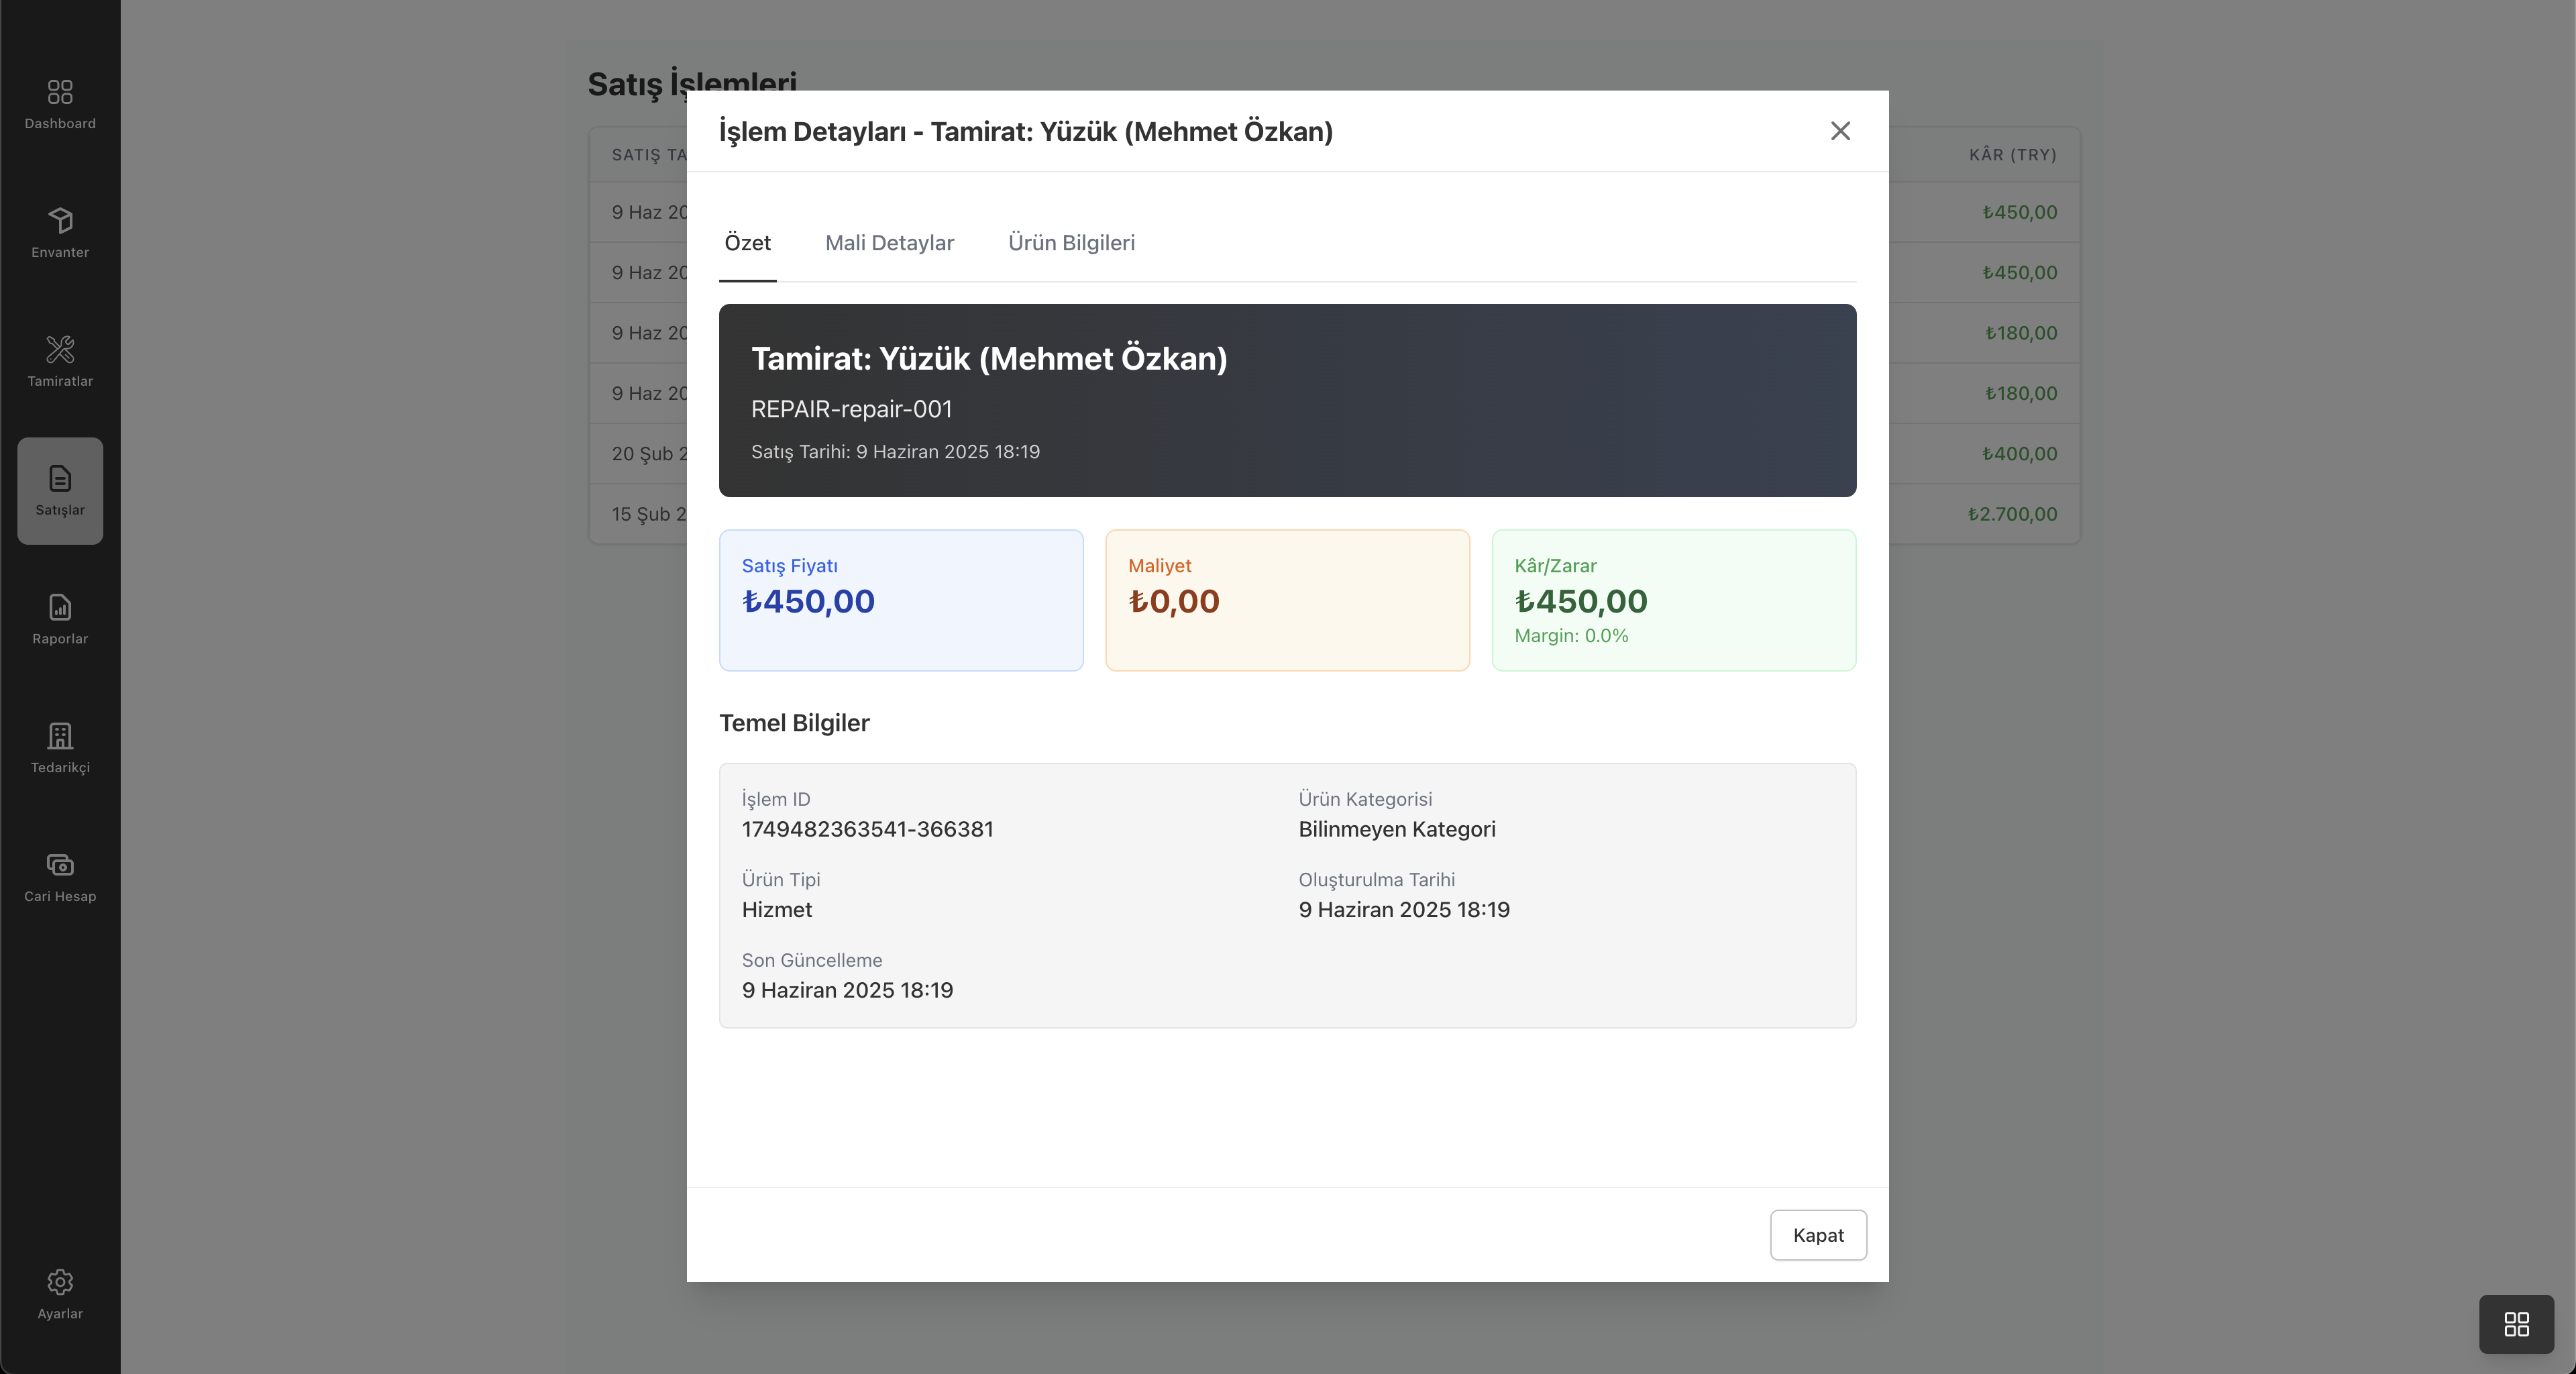 Dashboard
Envanter
Tamiratlar
Satışlar
Raporlar
Tedarikçi
Cari Hesap
Ayarlar
Satış İşlemleri
SATIŞ TA
KÂR (TRY)
9 Haz 20
₺450,00
9 Haz 20
₺450,00
9 Haz 20
₺180,00
9 Haz 20
₺180,00
20 Şub 2
₺400,00
15 Şub 2
₺2.700,00
İşlem Detayları - Tamirat: Yüzük (Mehmet Özkan)
Özet Mali Detaylar Ürün Bilgileri
Tamirat: Yüzük (Mehmet Özkan)
REPAIR-repair-001
Satış Tarihi: 9 Haziran 2025 18:19
Satış Fiyatı
₺450,00
Maliyet
₺0,00
Kâr/Zarar
₺450,00
Margin: 0.0%
Temel Bilgiler
İşlem ID
1749482363541-366381
Ürün Kategorisi
Bilinmeyen Kategori
Ürün Tipi
Hizmet
Oluşturulma Tarihi
9 Haziran 2025 18:19
Son Güncelleme
9 Haziran 2025 18:19
Kapat